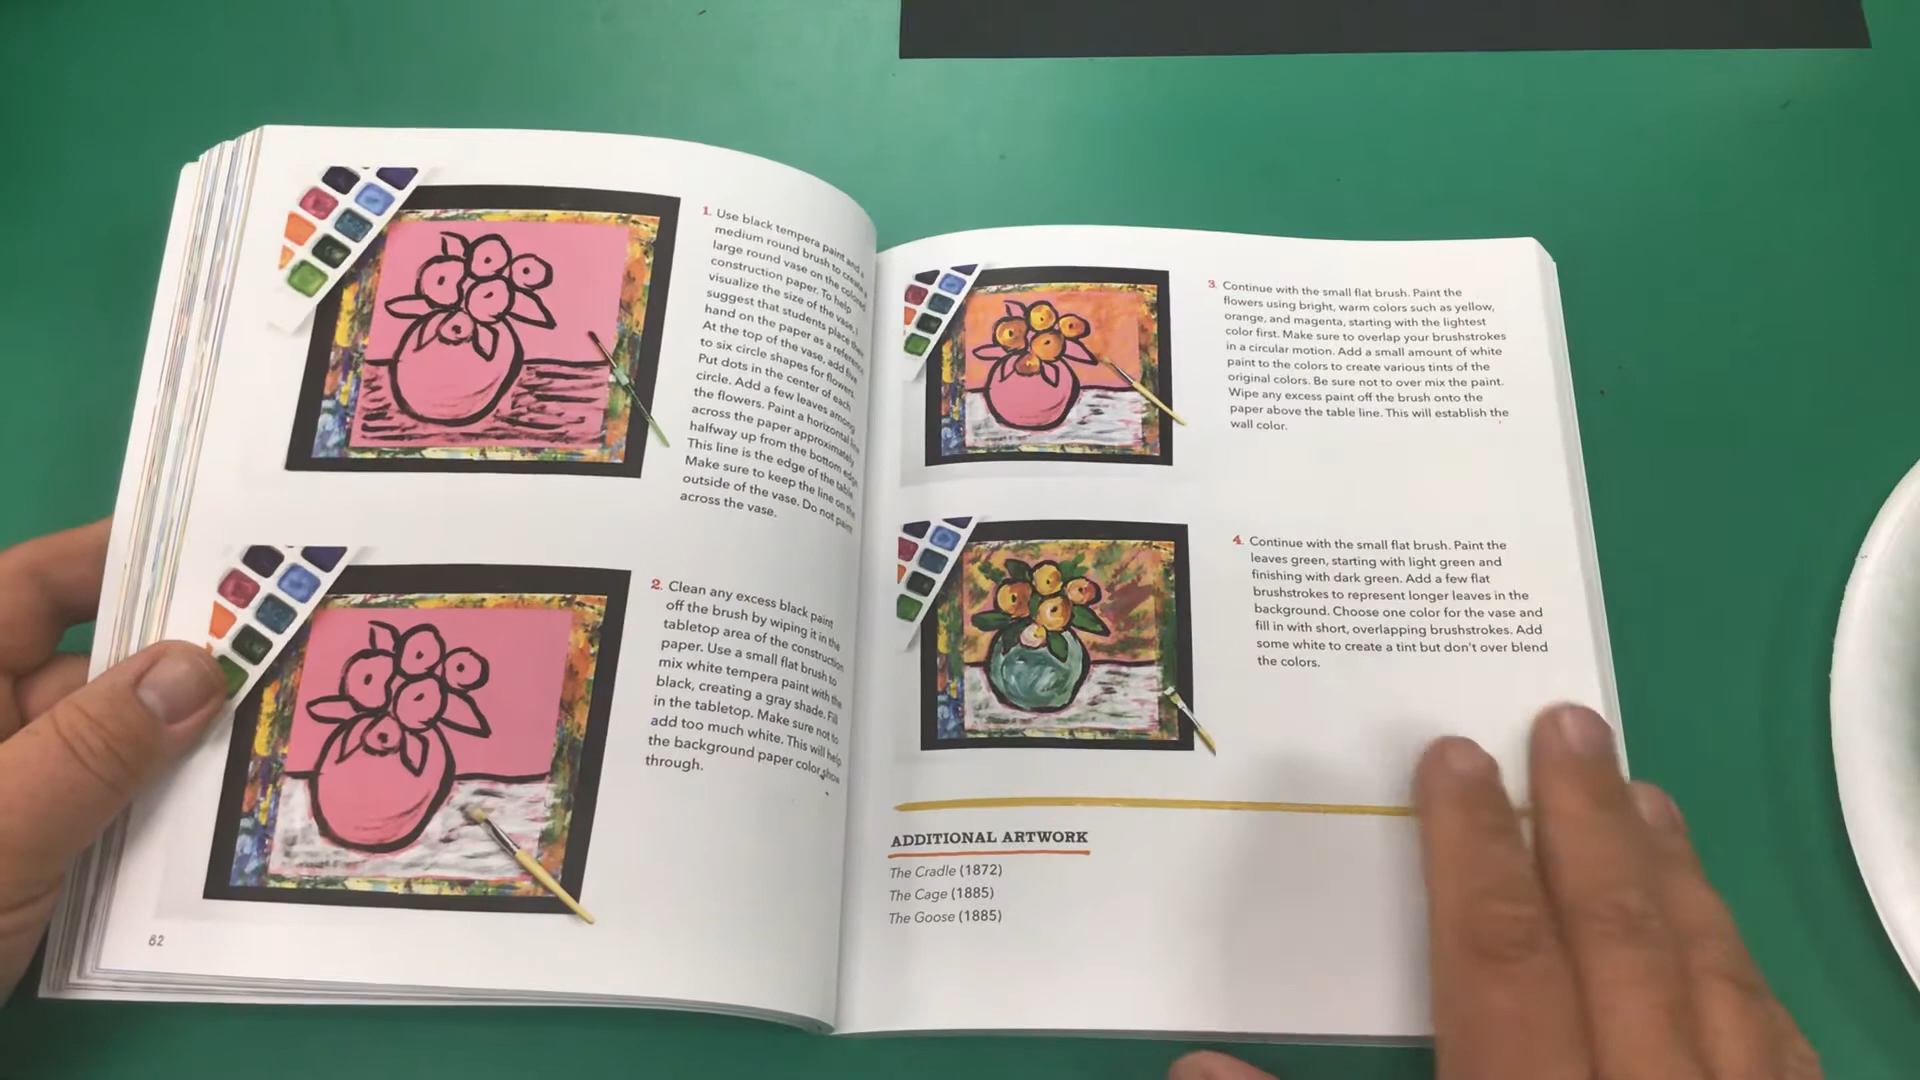 1. Use black tempera paint and a
medium round brush to create a
large round vase on the colored
construction paper. To help
visualize the size of the vase, I
suggest that students place their
hand on the paper as a reference.
At the top of the vase, add five
to six circle shapes for flowers.
Put dots in the center of each
circle. Add a few leaves among
the flowers. Paint a horizontal line
across the paper approximately
halfway up from the bottom edge.
This line is the edge of the table.
Make sure to keep the line on the
outside of the vase. Do not paint
across the vase.
2. Clean any excess black paint
off the brush by wiping it in the
tabletop area of the construction
paper. Use a small flat brush to
mix white tempera paint with the
black, creating a gray shade. Fill
in the tabletop. Make sure not to
add too much white. This will help
the background paper color show
through.
62
3. Continue with the small flat brush. Paint the
flowers using bright, warm colors such as yellow,
orange, and magenta, starting with the lightest
color first. Make sure to overlap your brushstrokes
in a circular motion. Add a small amount of white
paint to the colors to create various tints of the
original colors. Be sure not to over mix the paint.
Wipe any excess paint off the brush onto the
paper above the table line. This will establish the
wall color.
4. Continue with the small flat brush. Paint the
leaves green, starting with light green and
finishing with dark green. Add a few flat
brushstrokes to represent longer leaves in the
background. Choose one color for the vase and
fill in with short, overlapping brushstrokes. Add
some white to create a tint but don't over blend
the colors.
ADDITIONAL ARTWORK
The Cradle (1872)
The Cage (1885)
The Goose (1885)